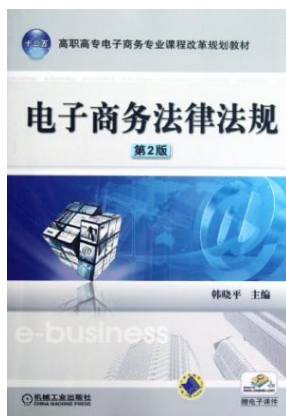 十二五
高职高专电子商务专业课程改革规划教材
电子商务法律法规
第2版
韩晓平 主编
e-business
机械工业出版社
CHINA MACHINE PRESS
赠电子课件